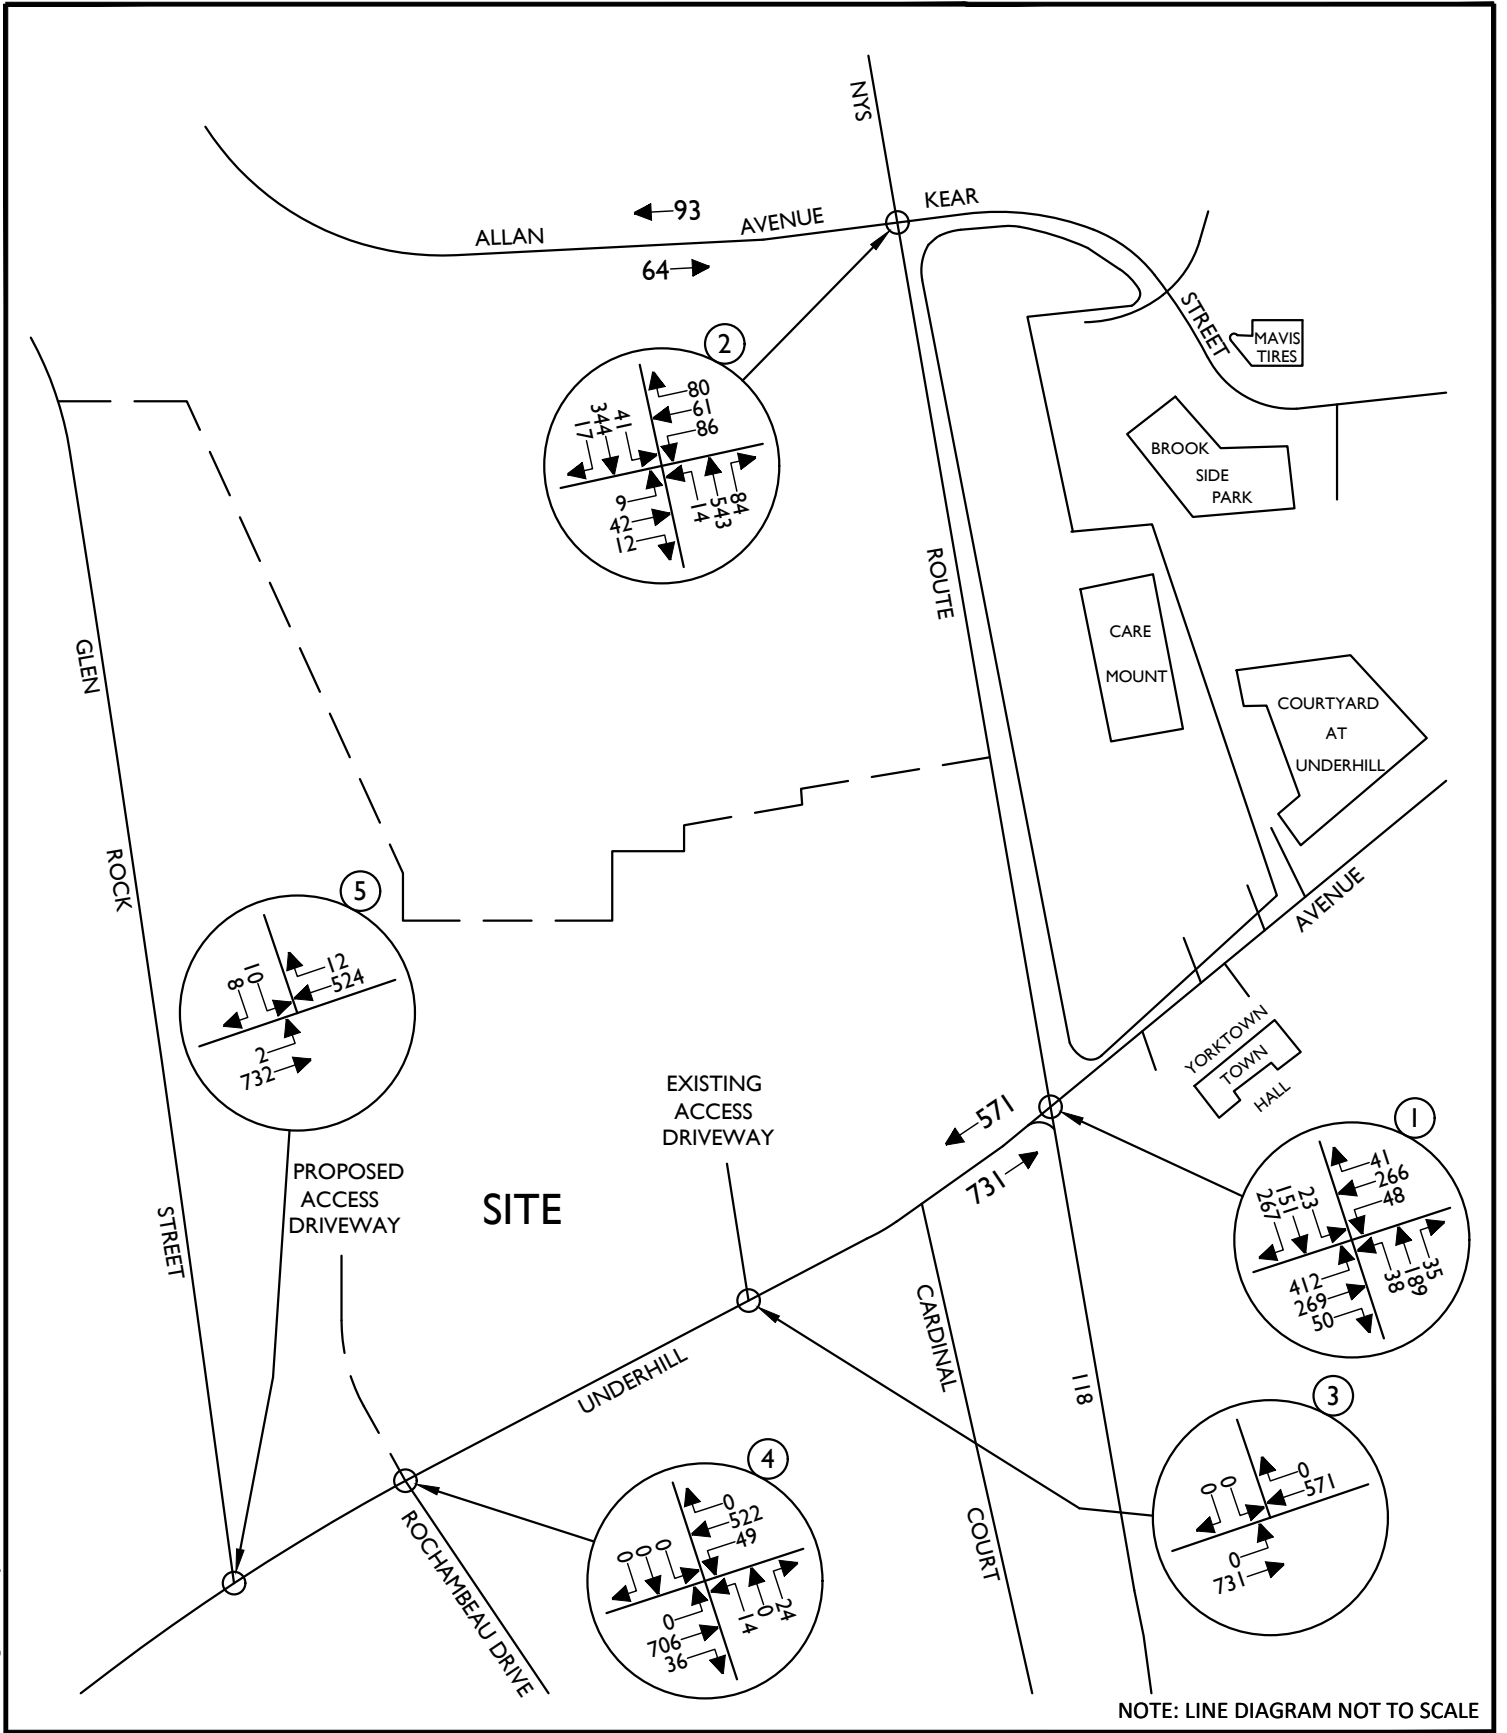 NYS
KEAR
93
ALLAN
AVENUE
64
STREET
MAVIS
TIRES
2
80
61
86
17
344
41
9
42
12
14
543
84
BROOK
SIDE
PARK
ROUTE
CARE
MOUNT
GLEN
COURTYARD
AT
UNDERHILL
ROCK
AVENUE
5
12
524
8
10
2
732
YORKTOWN
TOWN
HALL
EXISTING
ACCESS
DRIVEWAY
571
731
1
41
266
48
267
151
23
412
269
50
38
189
35
PROPOSED
ACCESS
DRIVEWAY
SITE
STREET
CARDINAL
UNDERHILL
118
3
0
571
0
0
0
731
4
0
522
49
0
0
0
0
706
36
14
0
24
ROCHAMBEAU DRIVE
COURT
NOTE: LINE DIAGRAM NOT TO SCALE